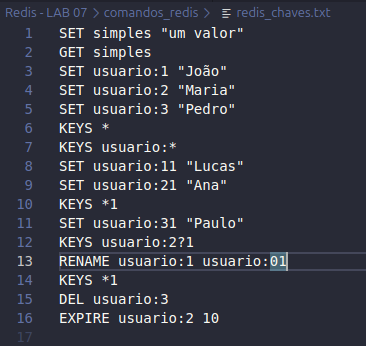 Redis - LAB 07 > comandos_redis > redis_chaves.txt
1 SET simples "um valor"
2 GET simples
3 SET usuario:1 "João"
4 SET usuario:2 "Maria"
5 SET usuario:3 "Pedro"
6 KEYS *
7 KEYS usuario:*
8 SET usuario:11 "Lucas"
9 SET usuario:21 "Ana"
10 KEYS *1
11 SET usuario:31 "Paulo"
12 KEYS usuario:2?1
13 RENAME usuario:1 usuario:01
14 KEYS *1
15 DEL usuario:3
16 EXPIRE usuario:2 10
17